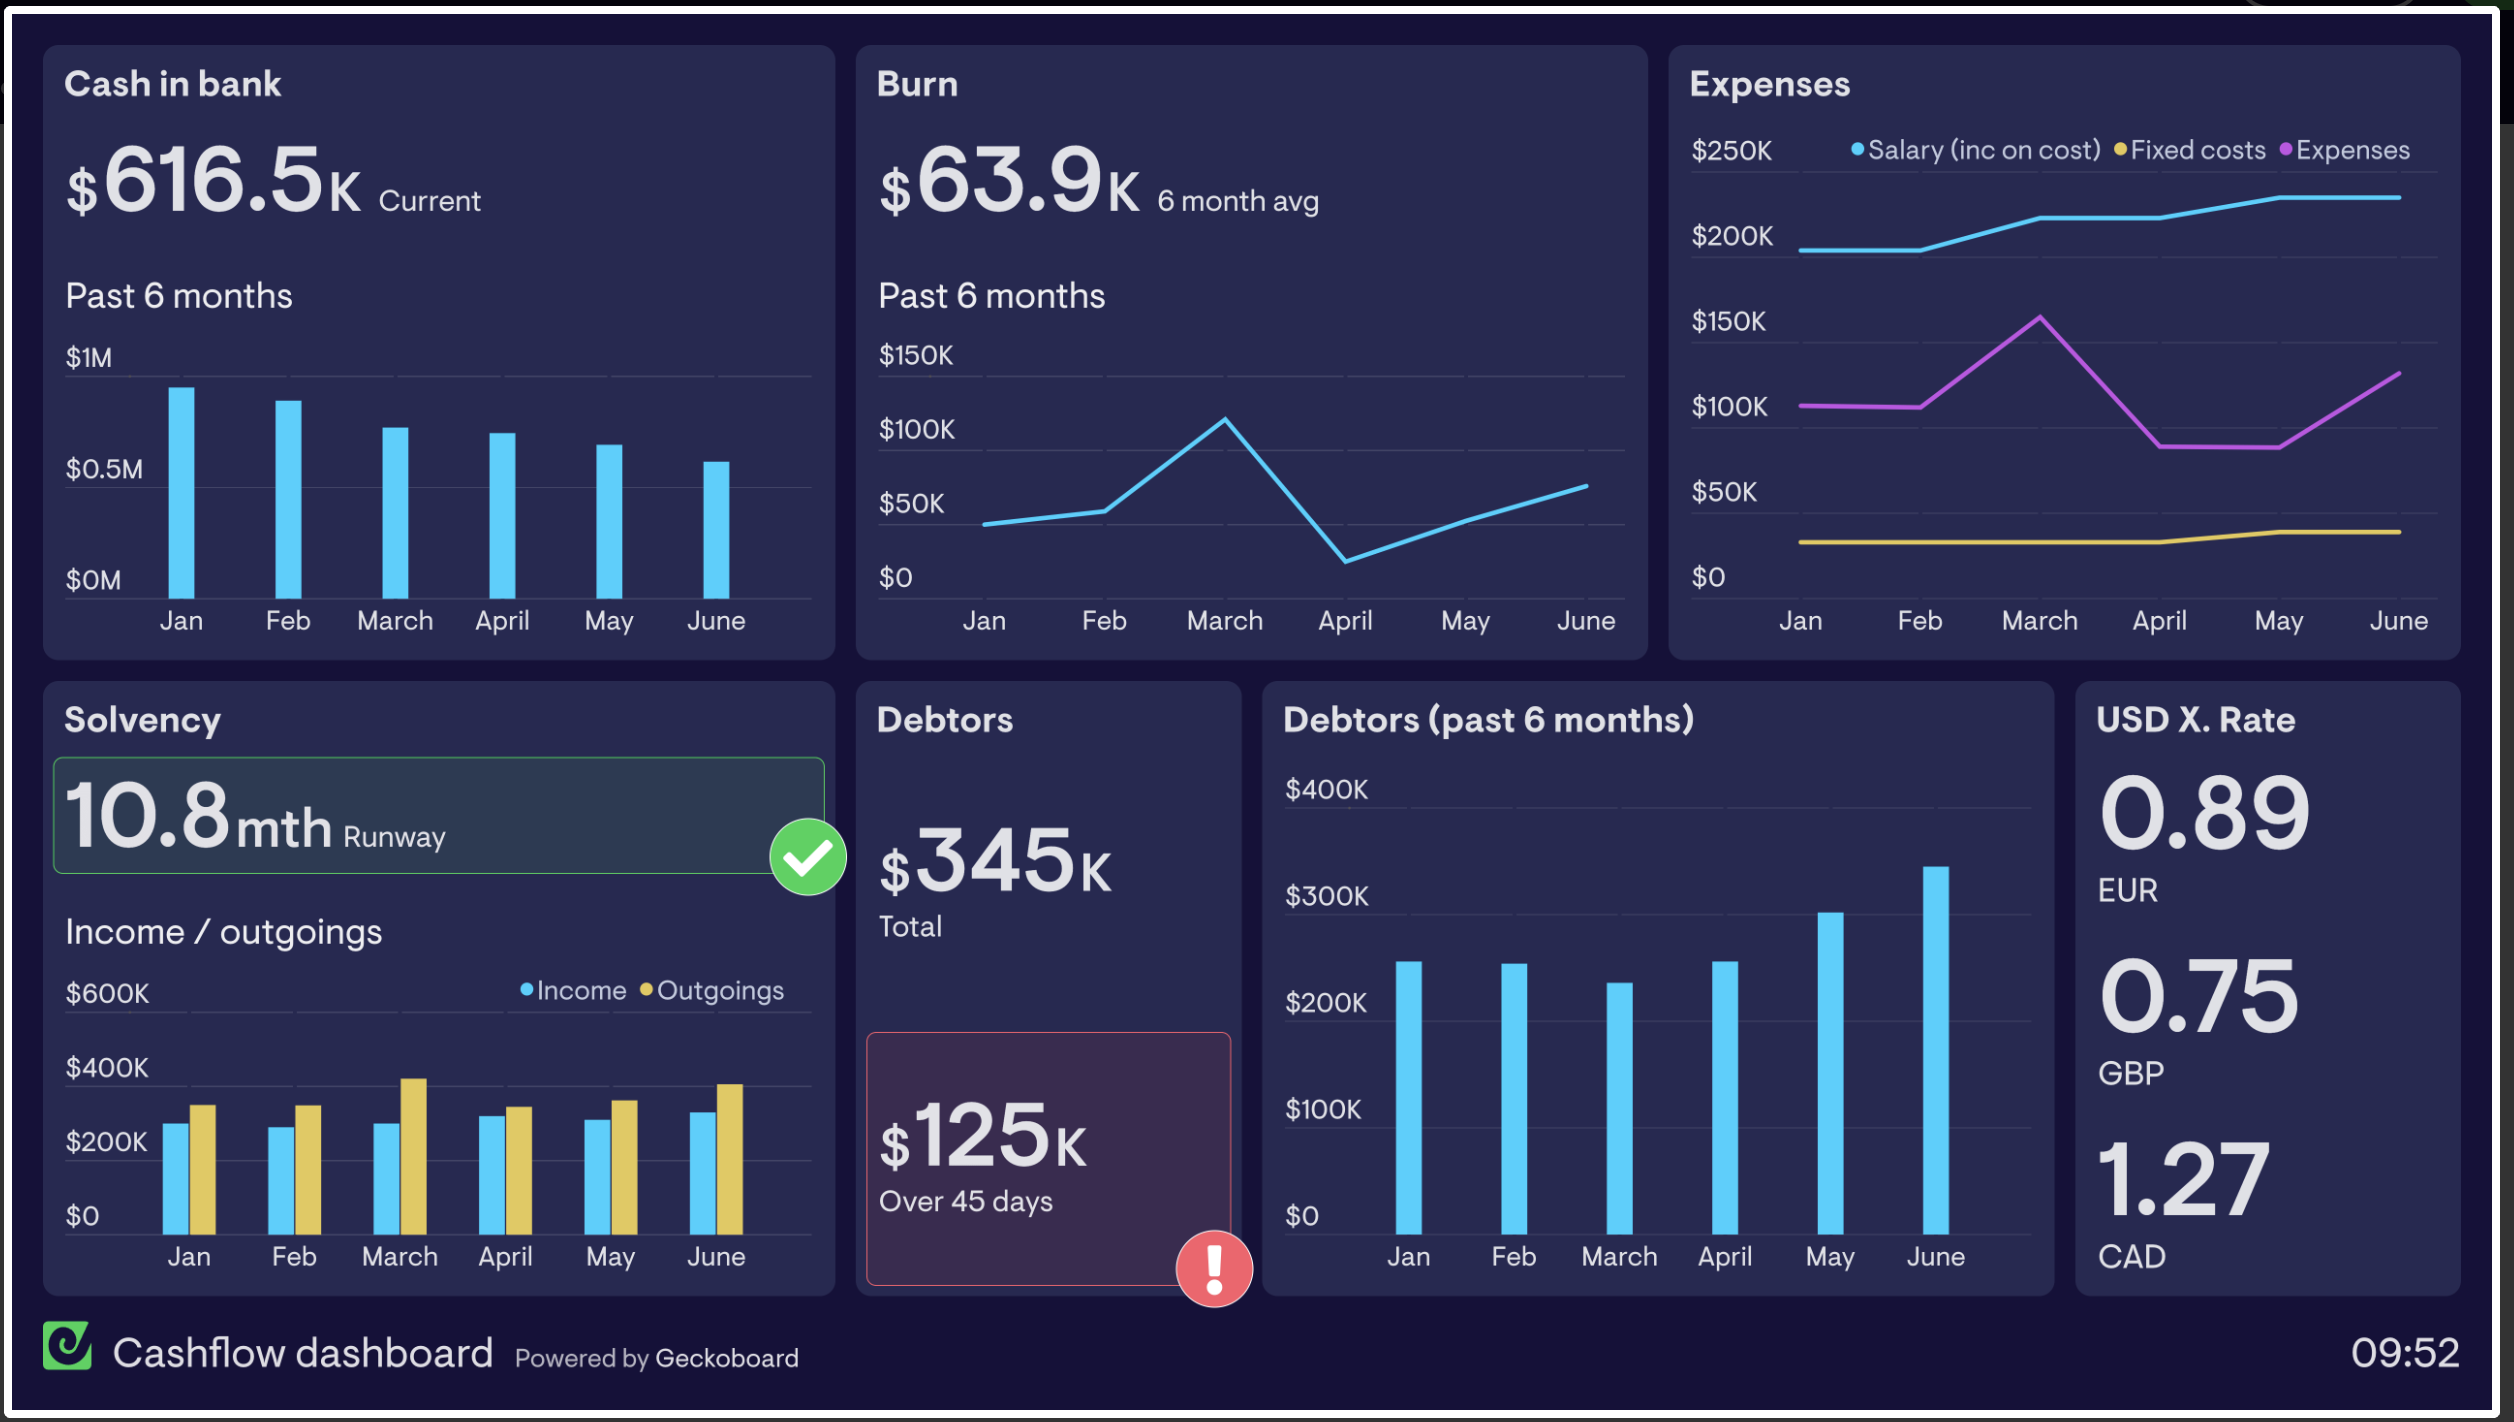 Cash in bank
$616.5K Current
Past 6 months
$1M
$0.5M
$0M
Jan Feb March April May June
Burn
$63.9K 6 month avg
Past 6 months
$150K
$100K
$50K
$0
Jan Feb March April May June
Expenses
$250K
Salary (inc on cost) Fixed costs Expenses
$200K
$150K
$100K
$50K
$0
Jan Feb March April May June
Solvency
10.8mth Runway
Income / outgoings
$600K
Income Outgoings
$400K
$200K
$0
Jan Feb March April May June
Debtors
$345K
Total
$125K
Over 45 days
Debtors (past 6 months)
$400K
$300K
$200K
$100K
$0
Jan Feb March April May June
USD X. Rate
0.89
EUR
0.75
GBP
1.27
CAD
Cashflow dashboard Powered by Geckoboard
09:52